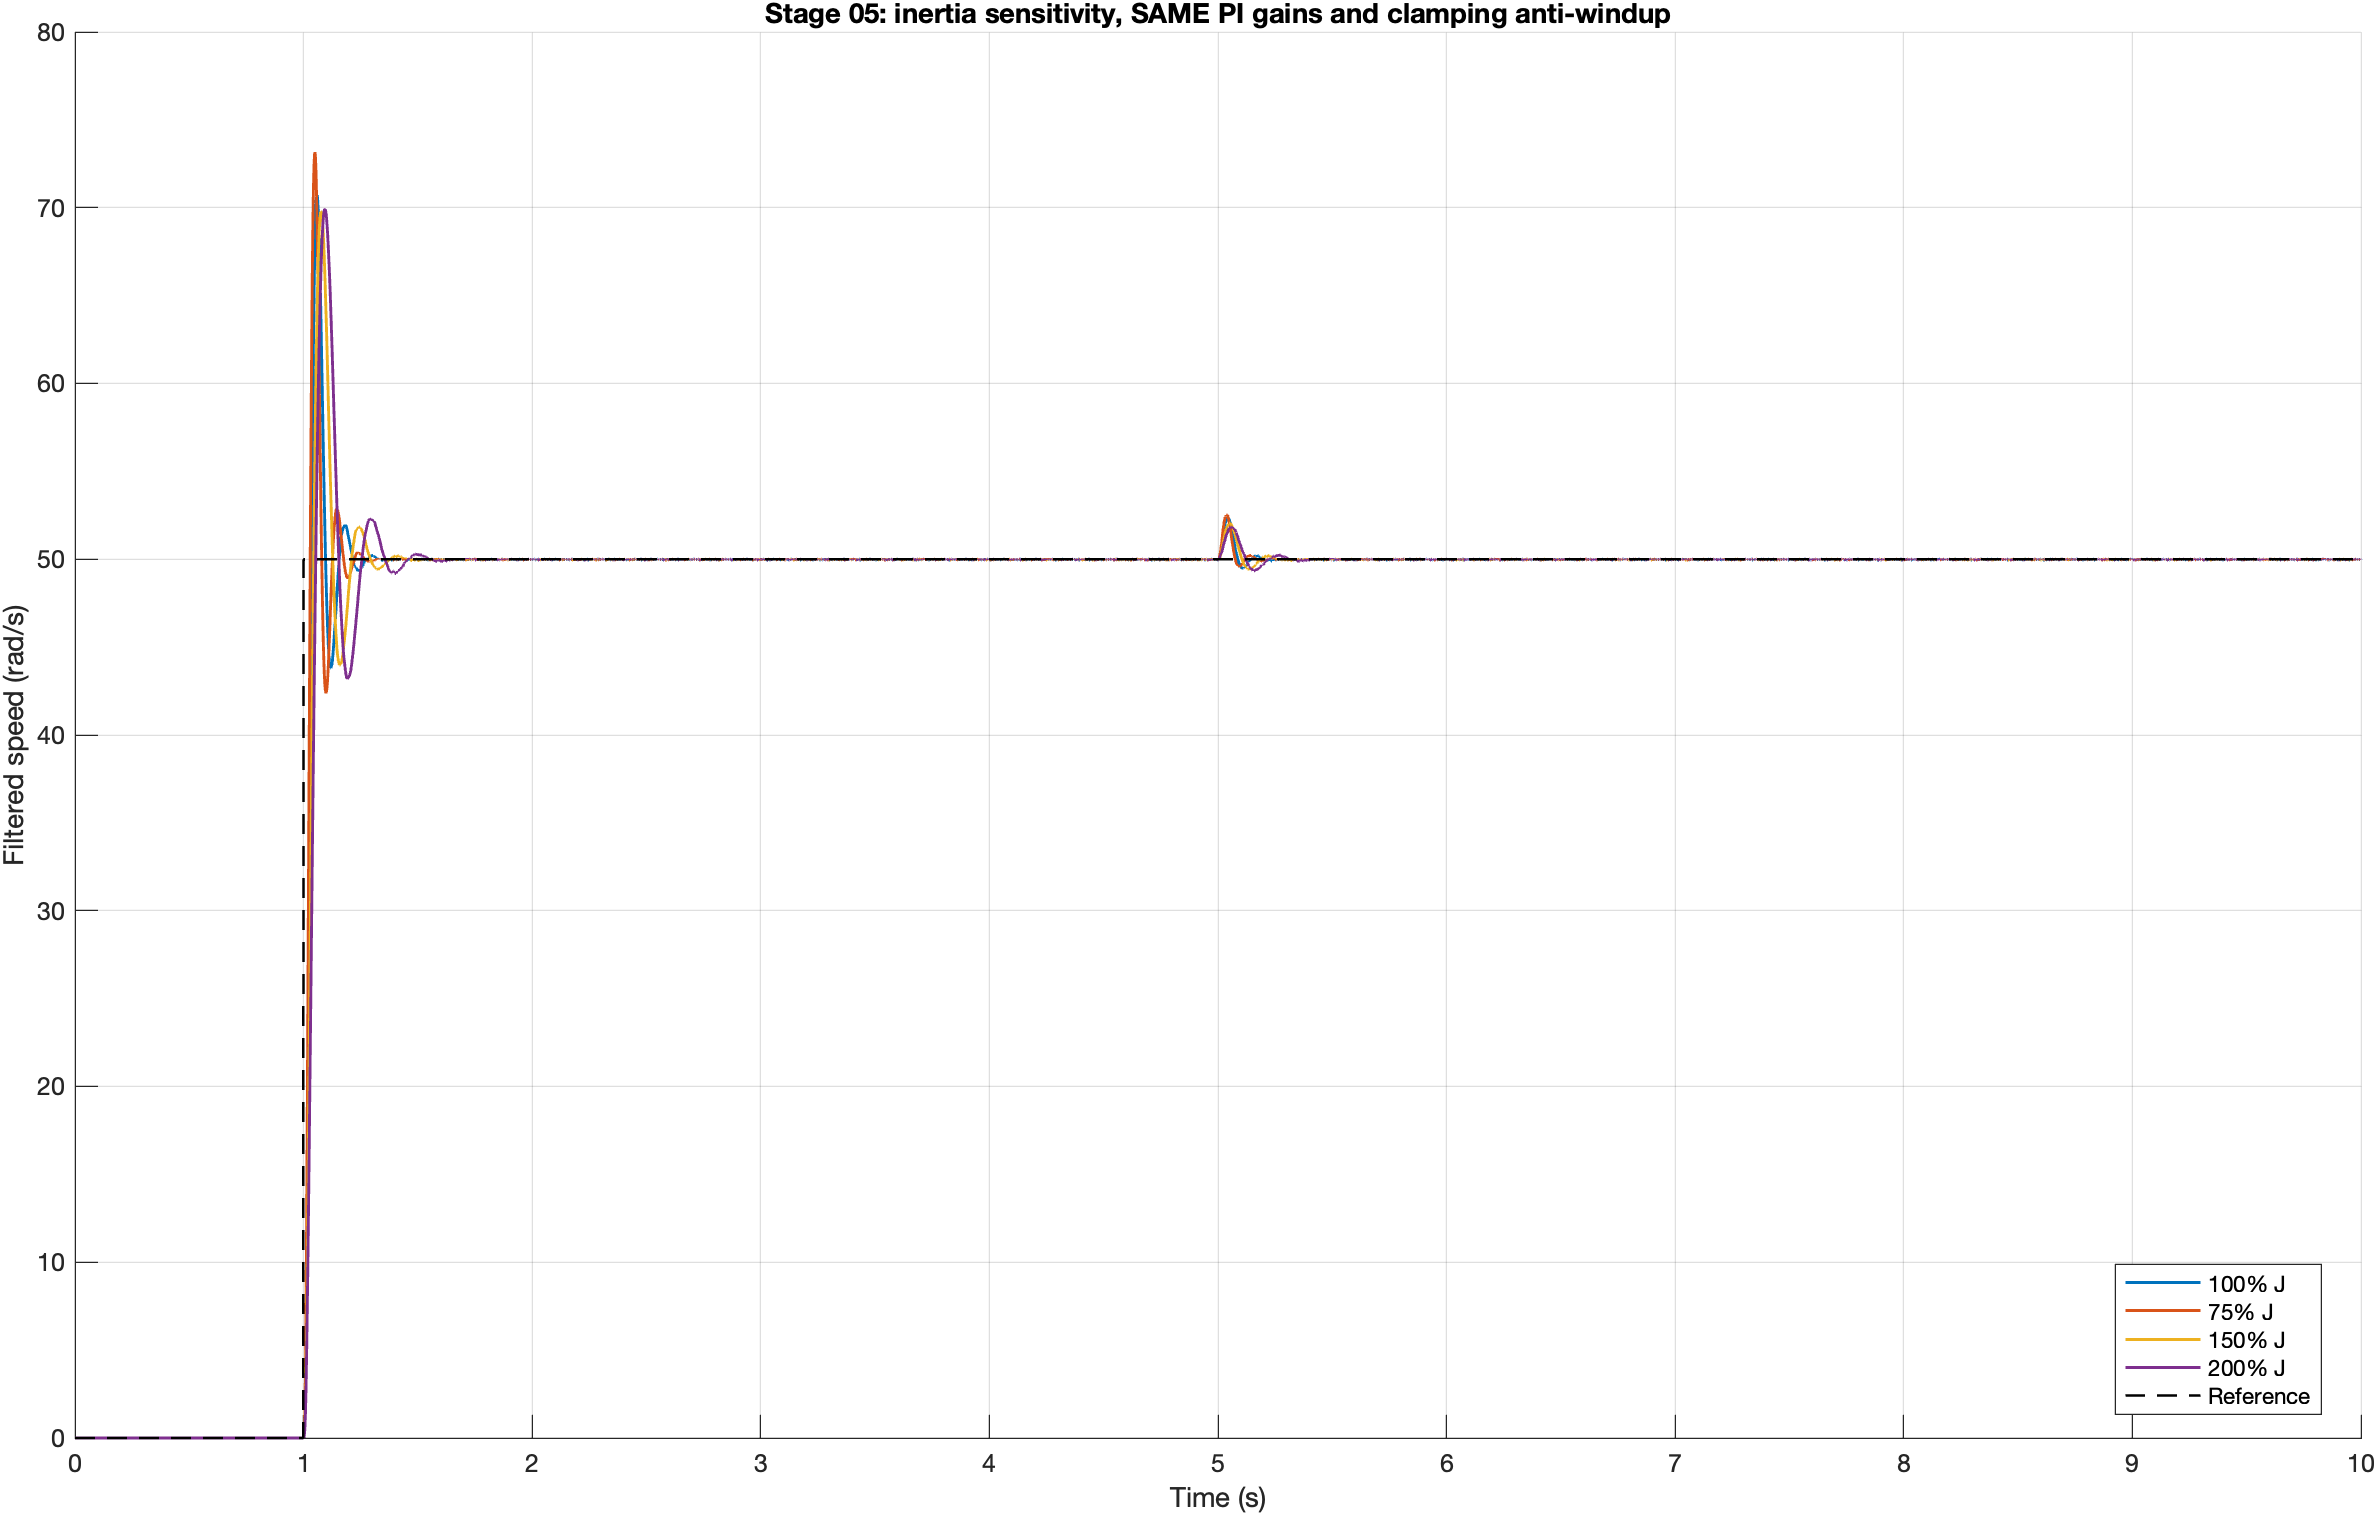 Stage 05: inertia sensitivity, SAME PI gains and clamping anti-windup
80
70
60
50
40
30
20
10
0
Filtered speed (rad/s)
0 1 2 3 4 5 6 7 8 9 10
Time (s)
100% J
75% J
150% J
200% J
Reference